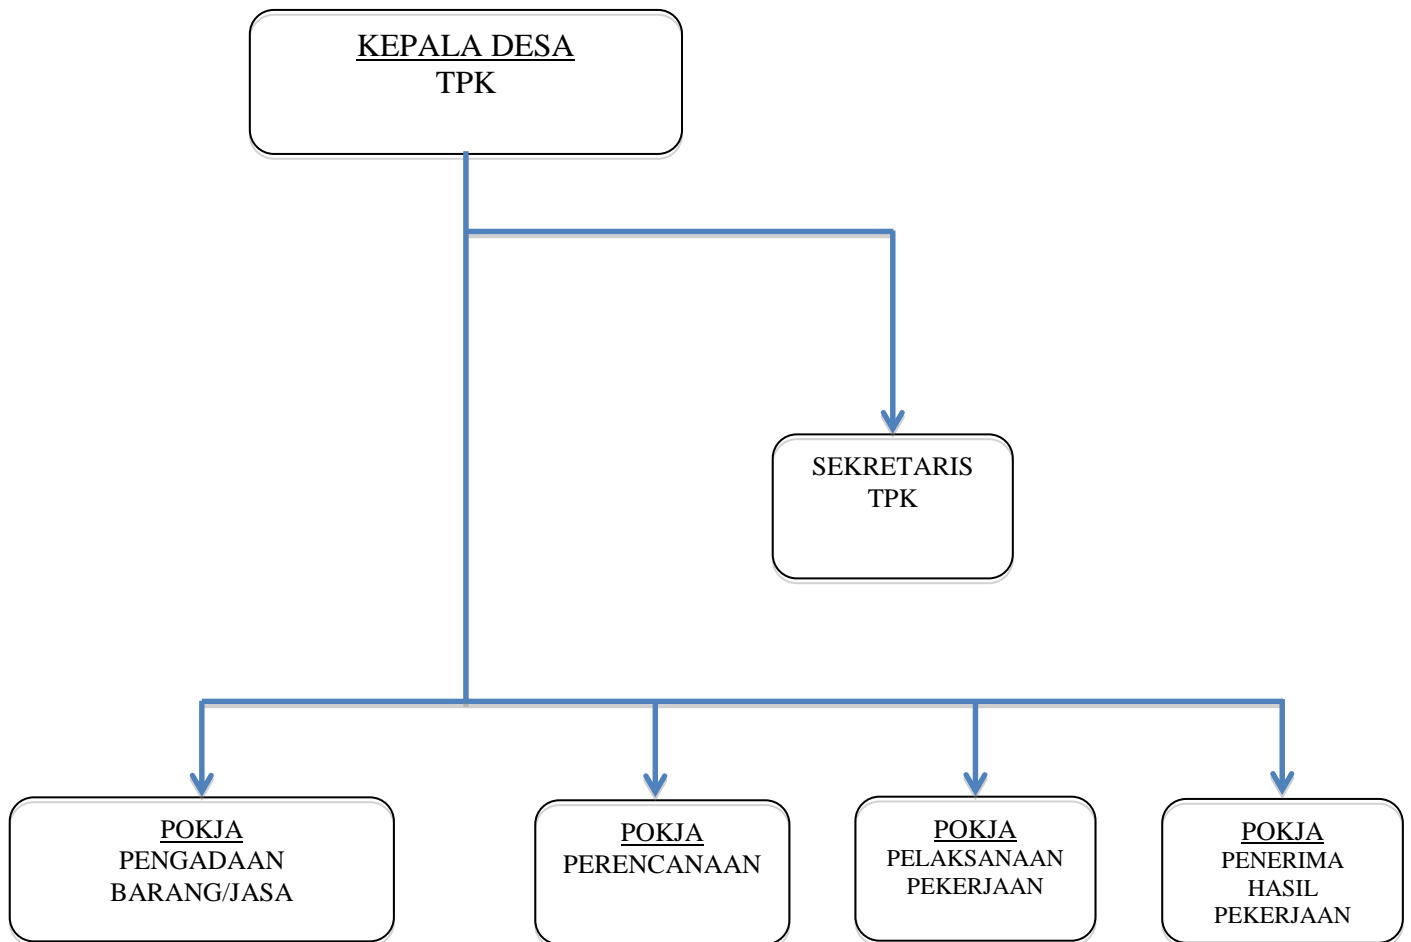 KEPALA DESA
TPK
SEKRETARIS
TPK
POKJA
PENGADAAN
BARANG/JASA
POKJA
PERENCANAAN
POKJA
PELAKSANAAN
PEKERJAAN
POKJA
PENERIMA
HASIL
PEKERJAAN